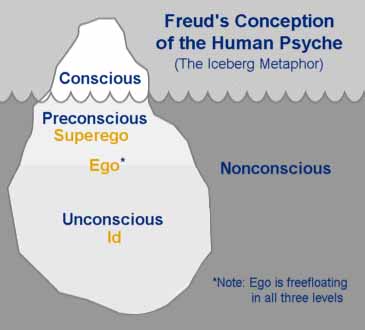 Freud's Conception
of the Human Psyche
(The Iceberg Metaphor)
Conscious
Preconscious
Superego
Ego*
Nonconscious
Unconscious
Id
*Note: Ego is freefloating
in all three levels